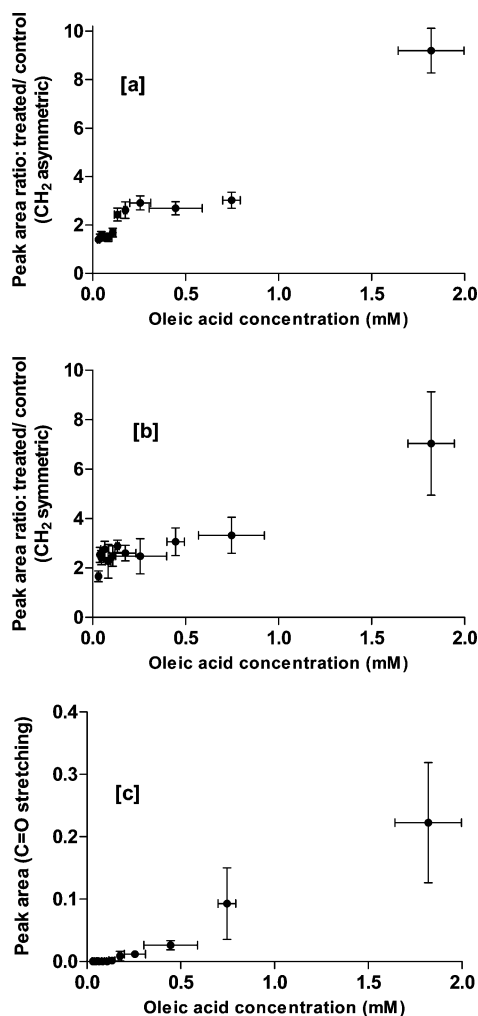 Peak area ratio: treated/ control
(CH2 asymmetric)
[a]
10
8
6
4
2
0
0.0 0.5 1.0 1.5 2.0
Oleic acid concentration (mM)
Peak area ratio: treated/ control
(CH2 symmetric)
[b]
10
8
6
4
2
0
0.0 0.5 1.0 1.5 2.0
Oleic acid concentration (mM)
Peak area (C=O stretching)
[c]
0.4
0.3
0.2
0.1
0.0
0.0 0.5 1.0 1.5 2.0
Oleic acid concentration (mM)